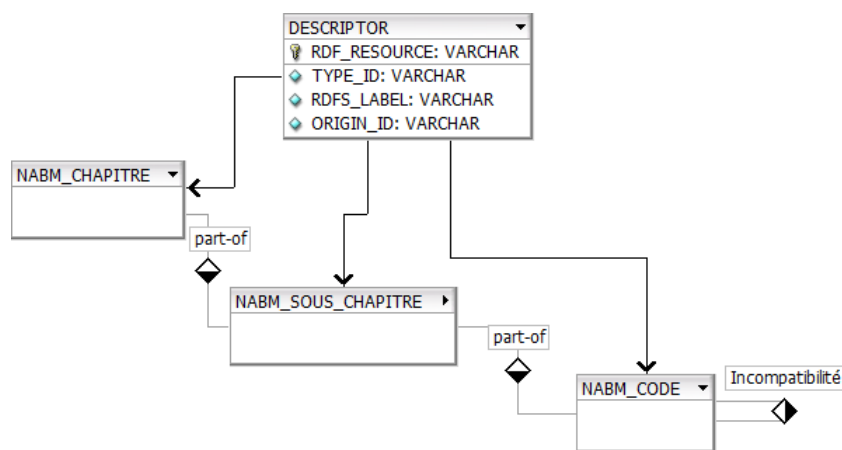 DESCRIPTOR
RDF_RESOURCE: VARCHAR
TYPE_ID: VARCHAR
RDFS_LABEL: VARCHAR
ORIGIN_ID: VARCHAR
NABM_CHAPITRE
part-of
NABM_SOUS_CHAPITRE
part-of
NABM_CODE
Incompatibilité